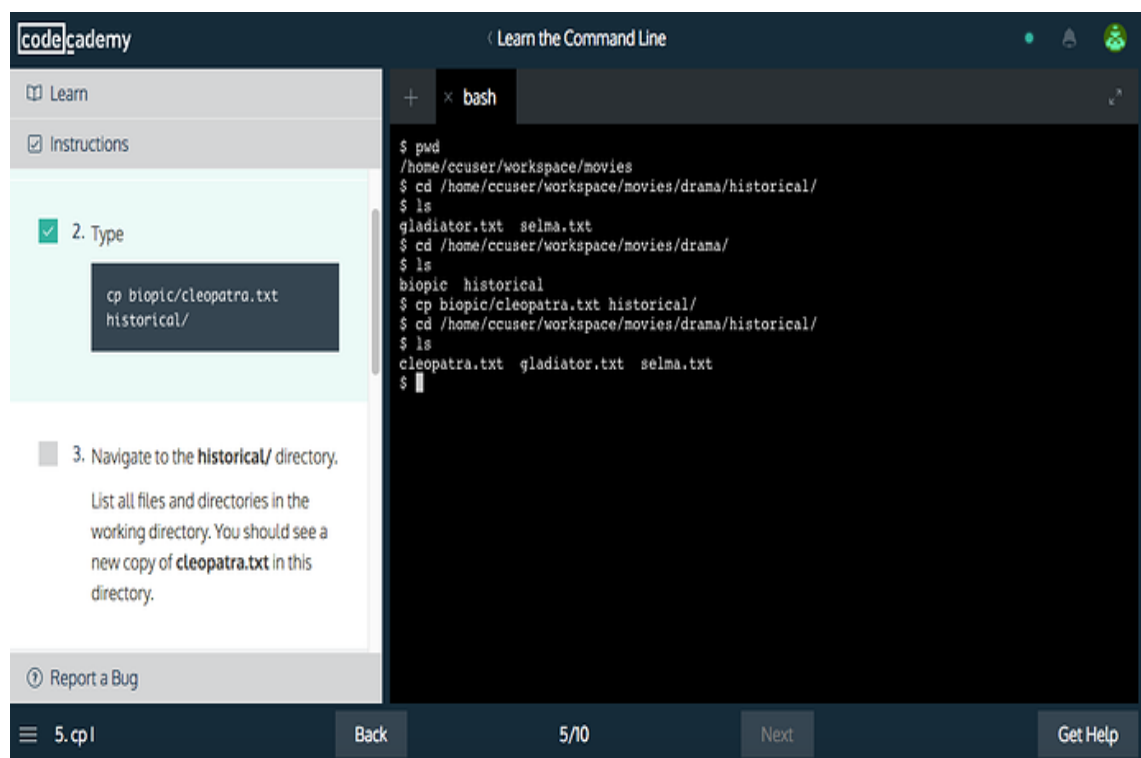 codecademy
Learn the Command Line
Learn
bash
Instructions
2. Type
cp biopic/cleopatra.txt
historical/
3. Navigate to the historical/ directory.
List all files and directories in the
working directory. You should see a
new copy of cleopatra.txt in this
directory.
Report a Bug
$ pwd
/home/ccuser/workspace/movies
$ cd /home/ccuser/workspace/movies/drama/historical/
$ ls
gladiator.txt  selma.txt
$ cd /home/ccuser/workspace/movies/drama/
$ ls
biopic  historical
$ cp biopic/cleopatra.txt historical/
$ cd /home/ccuser/workspace/movies/drama/historical/
$ ls
cleopatra.txt  gladiator.txt  selma.txt
$
5. cp I
Back
5/10
Next
Get Help